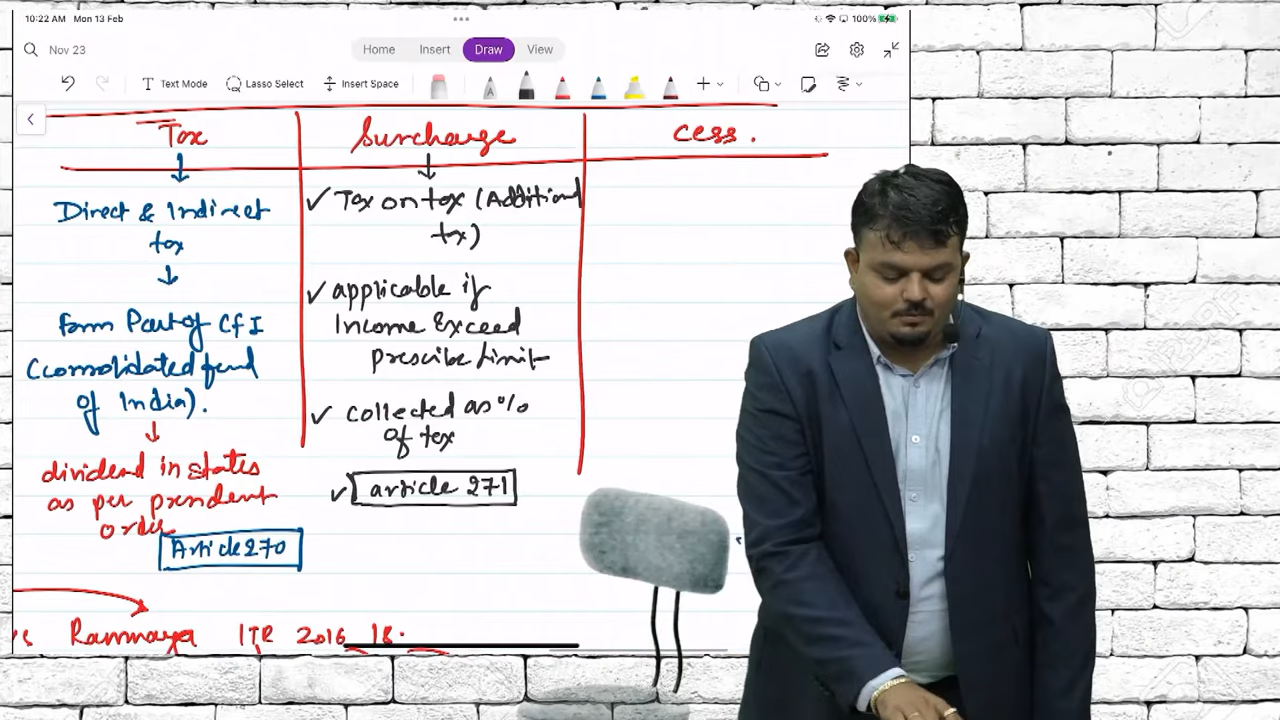 10:22 AM Mon 13 Feb
100%
Nov 23
Home Insert Draw View
Text Mode Lasso Select Insert Space
Tax
Surcharge
cess.
Direct & Indirect
tax
form Part of CfI
(consolidated fund
of India).
dividend in states
as per president
order
Article 270
✓ Tax on tax (Additional
tax)
✓ applicable if
Income Exceed
prescibe limit
✓ collected as %
of tax
✓ article 271
vs Rammaya ITR 2016 18.